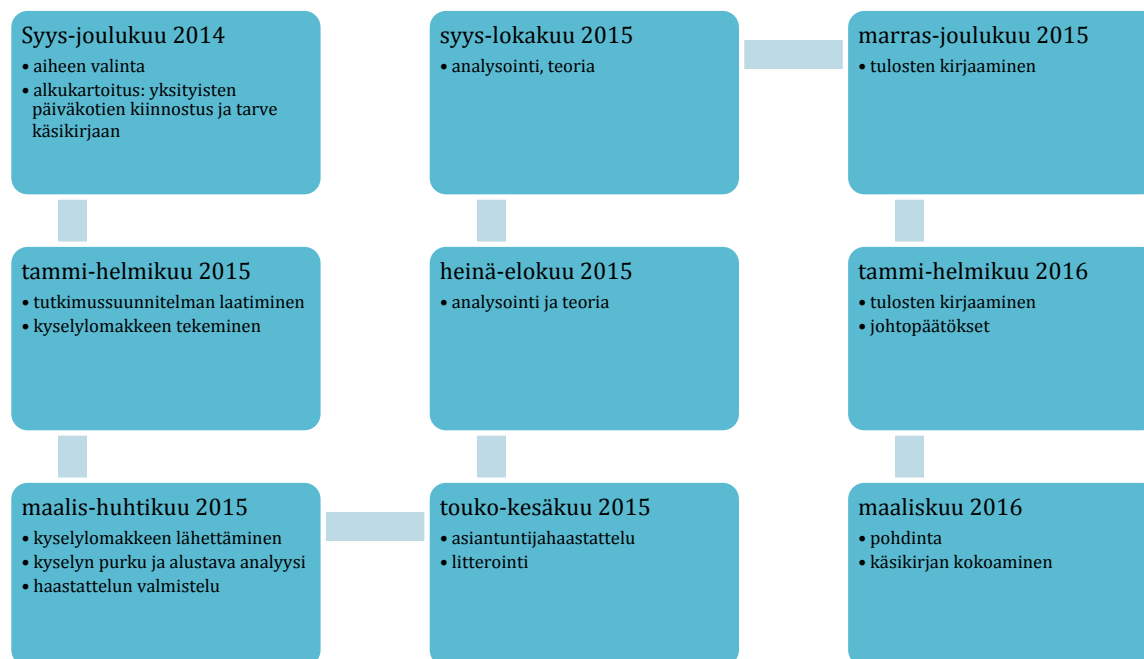 Syys-joulukuu 2014
• aiheen valinta
• alkukartoitus: yksityisten
päiväkotien kiinnostus ja tarve
käsikirjaan
tammi-helmikuu 2015
• tutkimussuunnitelman laatiminen
• kyselylomakkeen tekeminen
maalis-huhtikuu 2015
• kyselylomakkeen lähettäminen
• kyselyn purku ja alustava analyysi
• haastattelun valmistelu
touko-kesäkuu 2015
• asiantuntijahaastattelu
• litterointi
heinä-elokuu 2015
• analysointi ja teoria
syys-lokakuu 2015
• analysointi, teoria
marras-joulukuu 2015
• tulosten kirjaaminen
tammi-helmikuu 2016
• tulosten kirjaaminen
• johtopäätökset
maaliskuu 2016
• pohdinta
• käsikirjan kokoaminen